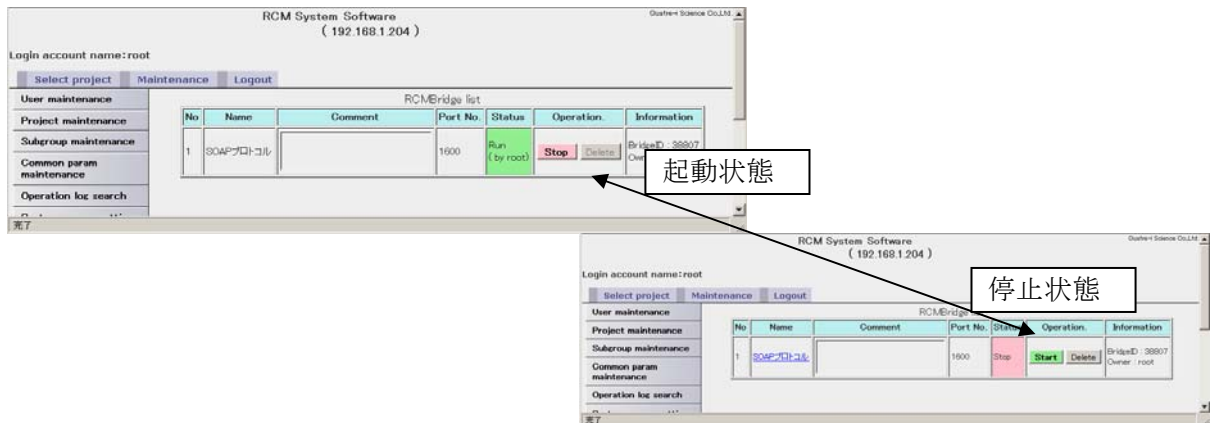 RCM System Software
( 192.168.1.204 )
Login account name:root
Select project Maintenance Logout
User maintenance
Project maintenance
Subgroup maintenance
Common param
maintenance
Operation log search
RCMBridge list
No Name Comment Port No. Status Operation. Information
1 SOAPプロトコル 1600 Run
( by root) Stop Delete BridgeID : 38807
完了
起動状態
RCM System Software
( 192.168.1.204 )
Login account name:root
Select project Maintenance Logout
User maintenance
Project maintenance
Subgroup maintenance
Common param
maintenance
Operation log search
No Name Comment Port No. Operation. Information
1 SOAPプロトコル 1600 Stop Start Delete BridgeID : 38807
Owner : root
完了
停止状態